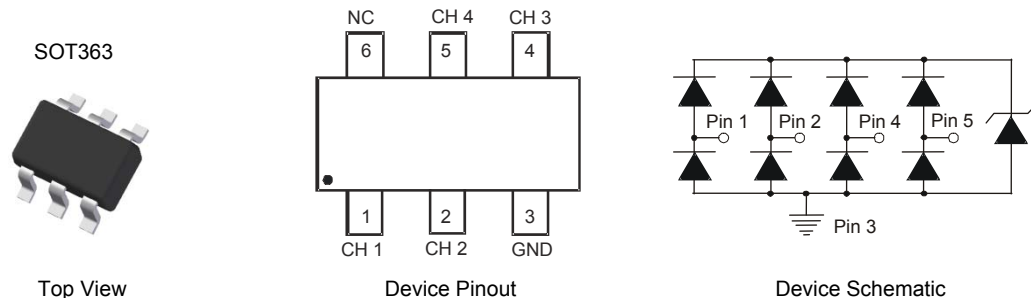 SOT363
NC CH 4 CH 3
6 5 4
1 2 3
CH 1 CH 2 GND
Pin 1 Pin 2 Pin 4 Pin 5
Pin 3
Top View Device Pinout Device Schematic